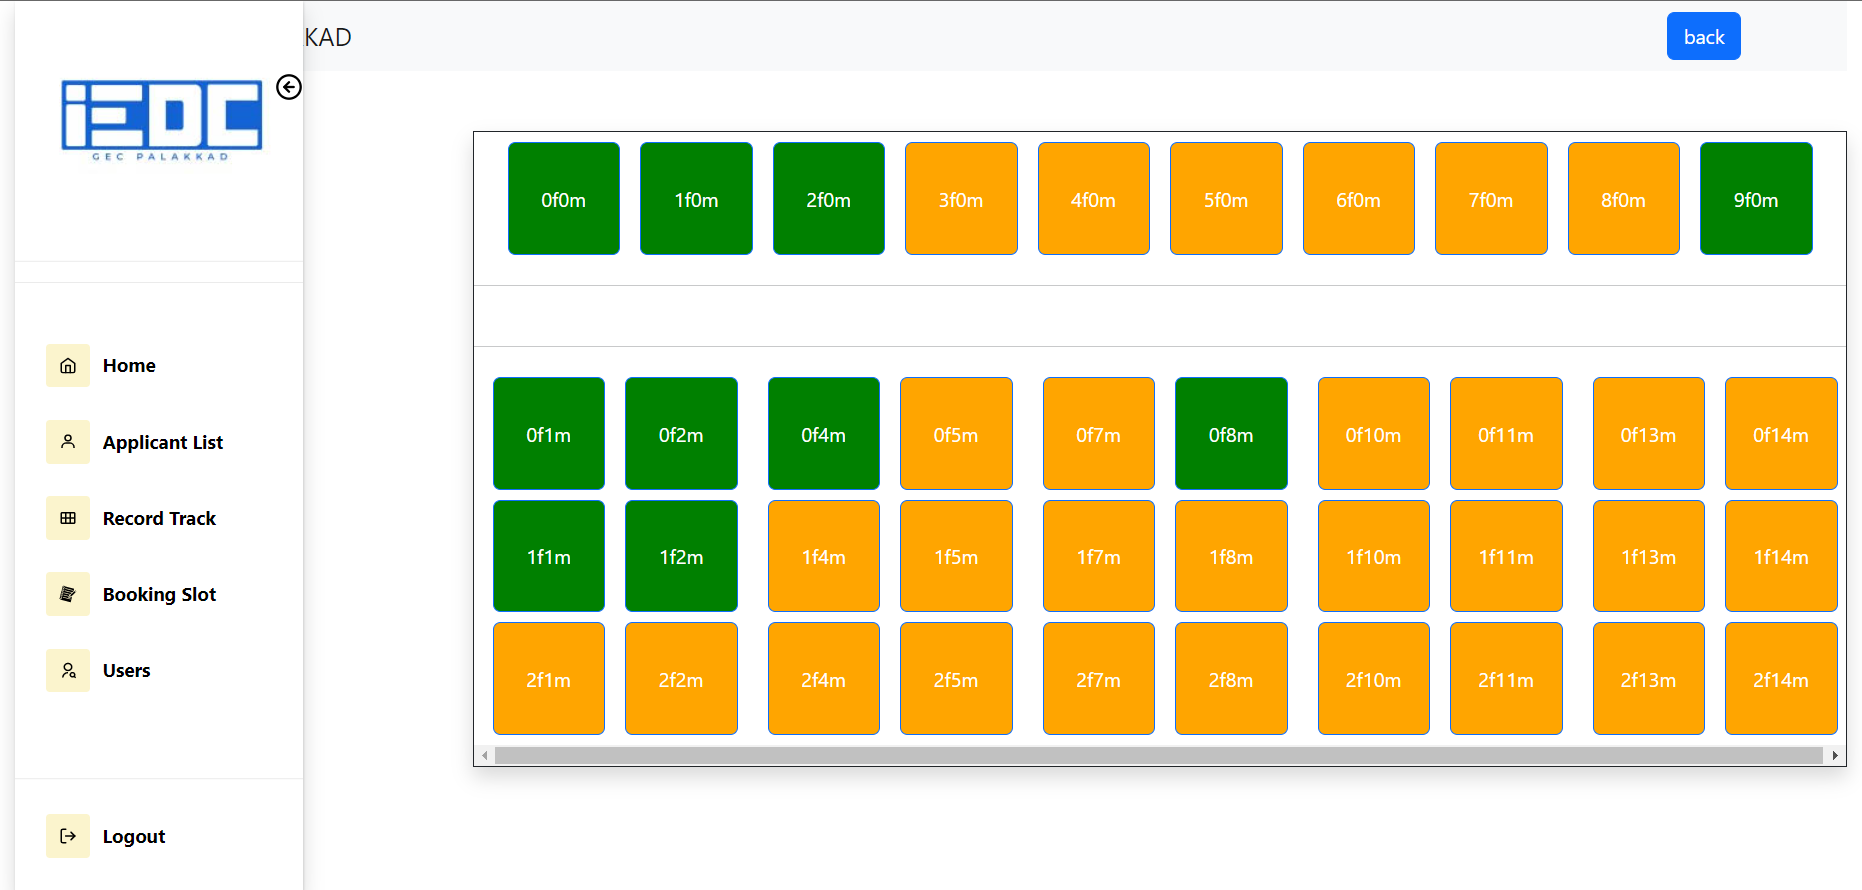 KAD
back
iEDC
GEC PALAKKAD
Home
Applicant List
Record Track
Booking Slot
Users
Logout
0f0m 1f0m 2f0m 3f0m 4f0m 5f0m 6f0m 7f0m 8f0m 9f0m
0f1m 0f2m 0f4m 0f5m 0f7m 0f8m 0f10m 0f11m 0f13m 0f14m
1f1m 1f2m 1f4m 1f5m 1f7m 1f8m 1f10m 1f11m 1f13m 1f14m
2f1m 2f2m 2f4m 2f5m 2f7m 2f8m 2f10m 2f11m 2f13m 2f14m